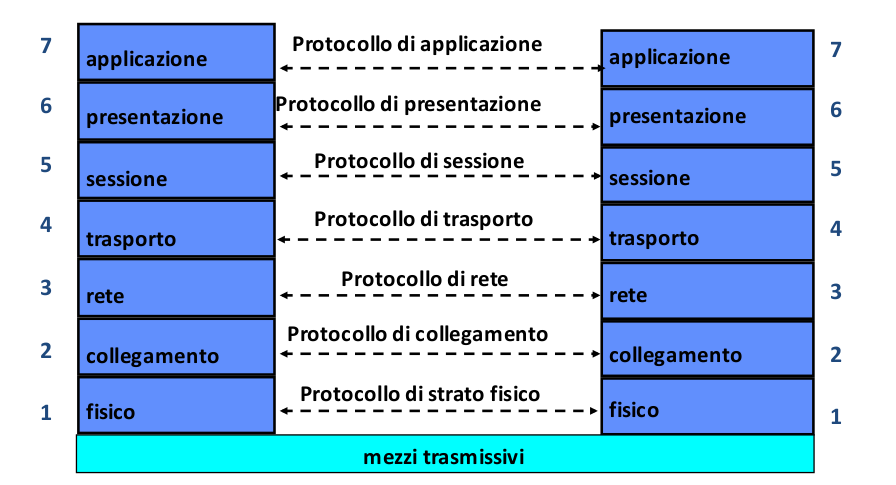 7 applicazione Protocollo di applicazione applicazione 7
6 presentazione Protocollo di presentazione presentazione 6
5 sessione Protocollo di sessione sessione 5
4 trasporto Protocollo di trasporto trasporto 4
3 rete Protocollo di rete rete 3
2 collegamento Protocollo di collegamento collegamento 2
1 fisico Protocollo di strato fisico fisico 1
mezzi trasmissivi